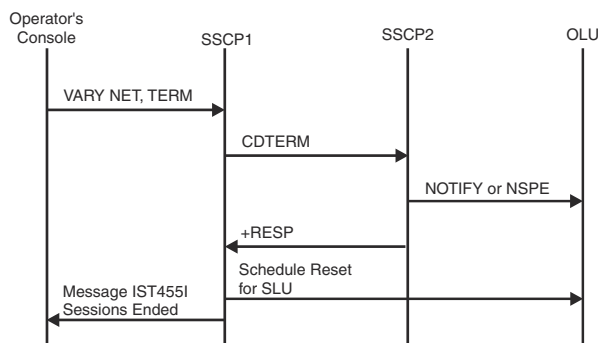 Operator's
Console
SSCP1
SSCP2
OLU
VARY NET, TERM
CDTERM
NOTIFY or NSPE
+RESP
Schedule Reset
for SLU
Message IST455I
Sessions Ended